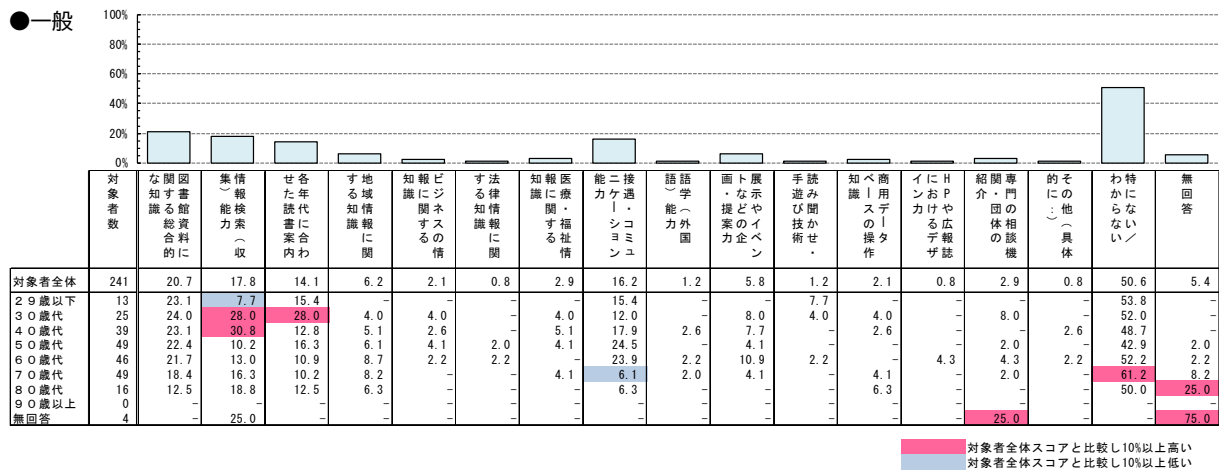 ●一般
100%
80%
60%
40%
20%
0%
対象者数
図書館資料に関する総合的な知識
情報検索（収集）能力
各年代に合わせた読書案内
地域情報に関する知識
ビジネスの情報に関する知識
法律情報に関する知識
医療・福祉情報に関する知識
接遇・コミュニケーション能力
語学（外国語）能力
展示やイベントなどの企画・提案力
読み聞かせ・手遊び技術
商用データベースの操作知識
HPや広報誌におけるデザイン力
専門の相談機関・団体の紹介
その他（具体的に：）
特にない／わからない
無回答
対象者全体 241 20.7 17.8 14.1 6.2 2.1 0.8 2.9 16.2 1.2 5.8 1.2 2.1 0.8 2.9 0.8 50.6 5.4
２９歳以下 13 23.1 7.7 15.4 － － － － 15.4 － － 7.7 － － － － 53.8 －
３０歳代 25 24.0 28.0 28.0 4.0 4.0 － 4.0 12.0 － 8.0 4.0 4.0 － 8.0 － 52.0 －
４０歳代 39 23.1 30.8 12.8 5.1 2.6 － 5.1 17.9 2.6 7.7 － 2.6 － － 2.6 48.7 －
５０歳代 49 22.4 10.2 16.3 6.1 4.1 2.0 4.1 24.5 － 4.1 － － － 2.0 － 42.9 2.0
６０歳代 46 21.7 13.0 10.9 8.7 2.2 2.2 － 23.9 2.2 10.9 2.2 － 4.3 4.3 2.2 52.2 2.2
７０歳代 49 18.4 16.3 10.2 8.2 － － 4.1 6.1 2.0 4.1 － 4.1 － 2.0 － 61.2 8.2
８０歳代 16 12.5 18.8 12.5 6.3 － － － 6.3 － － － 6.3 － － － 50.0 25.0
９０歳以上 0 － － － － － － － － － － － － － － － － －
無回答 4 － 25.0 － － － － － － － － － － － 25.0 － － 75.0
対象者全体スコアと比較し10%以上高い
対象者全体スコアと比較し10%以上低い